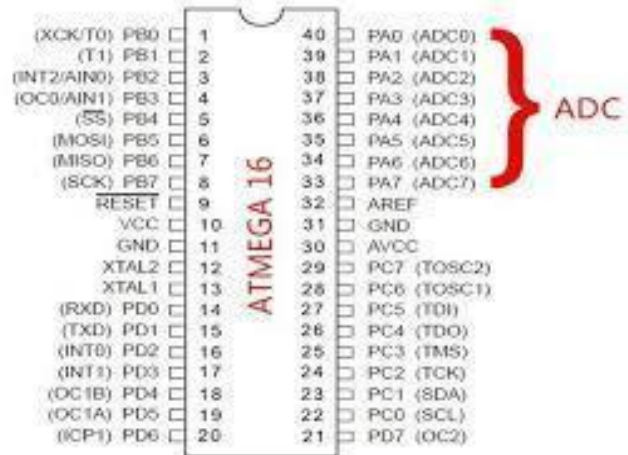 (XCK/T0) PB0 1 40 PA0 (ADC0)
(T1) PB1 2 39 PA1 (ADC1)
(INT2/AIN0) PB2 3 38 PA2 (ADC2)
(OC0/AIN1) PB3 4 37 PA3 (ADC3)
(SS) PB4 5 36 PA4 (ADC4)
(MOSI) PB5 6 35 PA5 (ADC5)
(MISO) PB6 7 34 PA6 (ADC6)
(SCK) PB7 8 33 PA7 (ADC7)
RESET 9 32 AREF
VCC 10 31 GND
GND 11 30 AVCC
XTAL2 12 29 PC7 (TOSC2)
XTAL1 13 28 PC6 (TOSC1)
(RXD) PD0 14 27 PC5 (TDI)
(TXD) PD1 15 26 PC4 (TDO)
(INT0) PD2 16 25 PC3 (TMS)
(INT1) PD3 17 24 PC2 (TCK)
(OC1B) PD4 18 23 PC1 (SDA)
(OC1A) PD5 19 22 PC0 (SCL)
(ICP1) PD6 20 21 PD7 (OC2)
ATMEGA 16
ADC